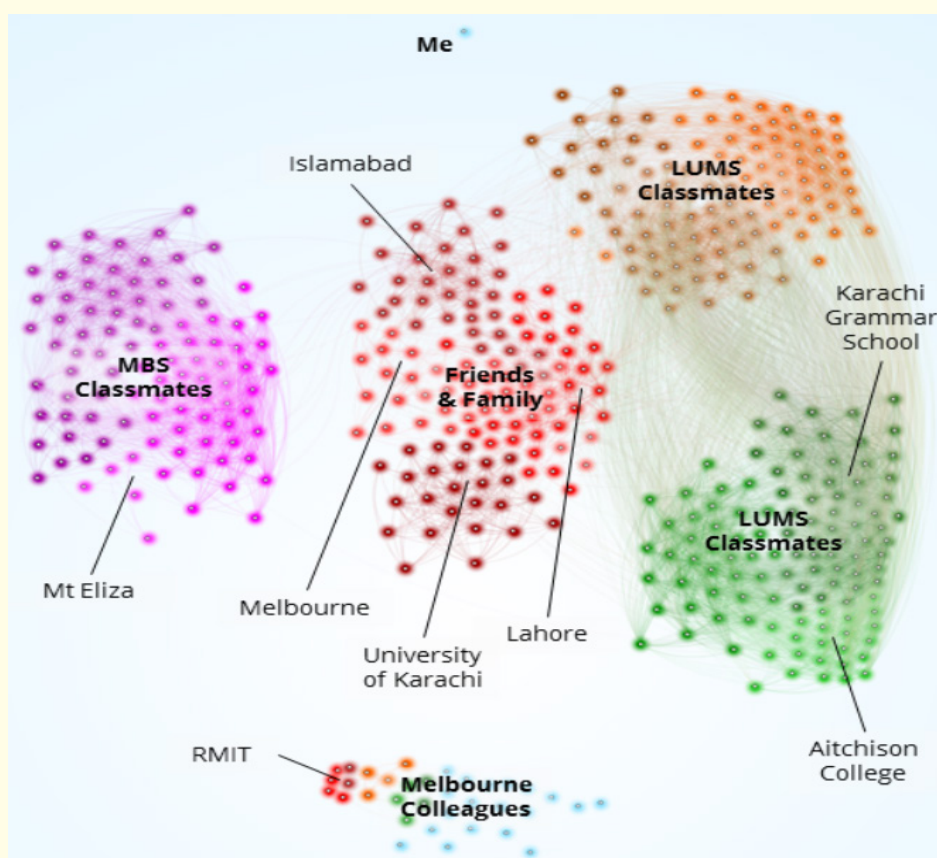 Me
Islamabad
LUMS
Classmates
Karachi
Grammar
School
MBS
Classmates
Friends
& Family
LUMS
Classmates
Mt Eliza
Melbourne
University
of Karachi
Lahore
RMIT
Melbourne
Colleagues
Aitchison
College